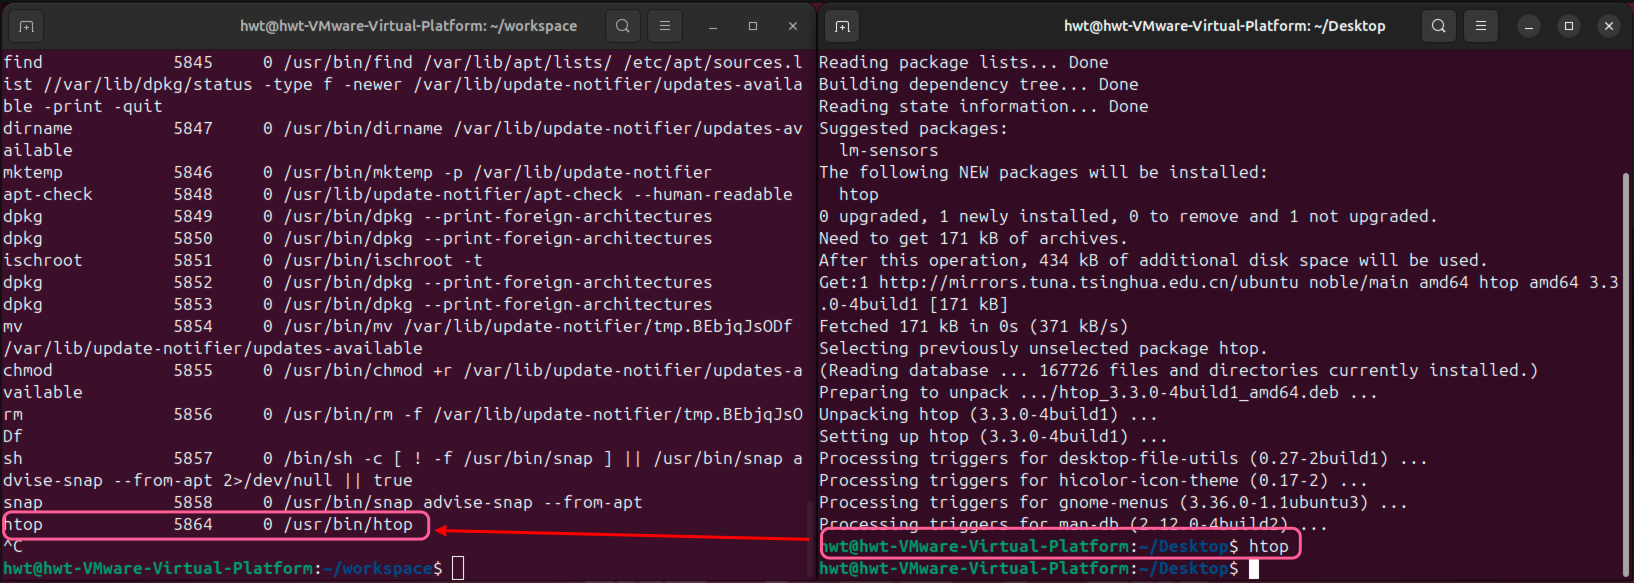 hwt@hwt-VMware-Virtual-Platform: ~/workspace
find             5845     0 /usr/bin/find /var/lib/apt/lists/ /etc/apt/sources.l
ist //var/lib/dpkg/status -type f -newer /var/lib/update-notifier/updates-availa
ble -print -quit
dirname          5847     0 /usr/bin/dirname /var/lib/update-notifier/updates-av
ailable
mktemp           5846     0 /usr/bin/mktemp -p /var/lib/update-notifier
apt-check        5848     0 /usr/lib/update-notifier/apt-check --human-readable
dpkg             5849     0 /usr/bin/dpkg --print-foreign-architectures
dpkg             5850     0 /usr/bin/dpkg --print-foreign-architectures
ischroot         5851     0 /usr/bin/ischroot -t
dpkg             5852     0 /usr/bin/dpkg --print-foreign-architectures
dpkg             5853     0 /usr/bin/dpkg --print-foreign-architectures
mv               5854     0 /usr/bin/mv /var/lib/update-notifier/tmp.BEbjqJsODf
/var/lib/update-notifier/updates-available
chmod            5855     0 /usr/bin/chmod +r /var/lib/update-notifier/updates-a
vailable
rm               5856     0 /usr/bin/rm -f /var/lib/update-notifier/tmp.BEbjqJsO
Df
sh               5857     0 /bin/sh -c [ ! -f /usr/bin/snap ] || /usr/bin/snap a
dvise-snap --from-apt 2>/dev/null || true
snap             5858     0 /usr/bin/snap advise-snap --from-apt
htop             5864     0 /usr/bin/htop
^C
hwt@hwt-VMware-Virtual-Platform:~/workspace$
hwt@hwt-VMware-Virtual-Platform: ~/Desktop
Reading package lists... Done
Building dependency tree... Done
Reading state information... Done
Suggested packages:
  lm-sensors
The following NEW packages will be installed:
  htop
0 upgraded, 1 newly installed, 0 to remove and 1 not upgraded.
Need to get 171 kB of archives.
After this operation, 434 kB of additional disk space will be used.
Get:1 http://mirrors.tuna.tsinghua.edu.cn/ubuntu noble/main amd64 htop amd64 3.3
.0-4build1 [171 kB]
Fetched 171 kB in 0s (371 kB/s)
Selecting previously unselected package htop.
(Reading database ... 167726 files and directories currently installed.)
Preparing to unpack .../htop_3.3.0-4build1_amd64.deb ...
Unpacking htop (3.3.0-4build1) ...
Setting up htop (3.3.0-4build1) ...
Processing triggers for desktop-file-utils (0.27-2build1) ...
Processing triggers for hicolor-icon-theme (0.17-2) ...
Processing triggers for gnome-menus (3.36.0-1.1ubuntu3) ...
Processing triggers for man-db (2.12.0-4build2) ...
hwt@hwt-VMware-Virtual-Platform:~/Desktop$ htop
hwt@hwt-VMware-Virtual-Platform:~/Desktop$